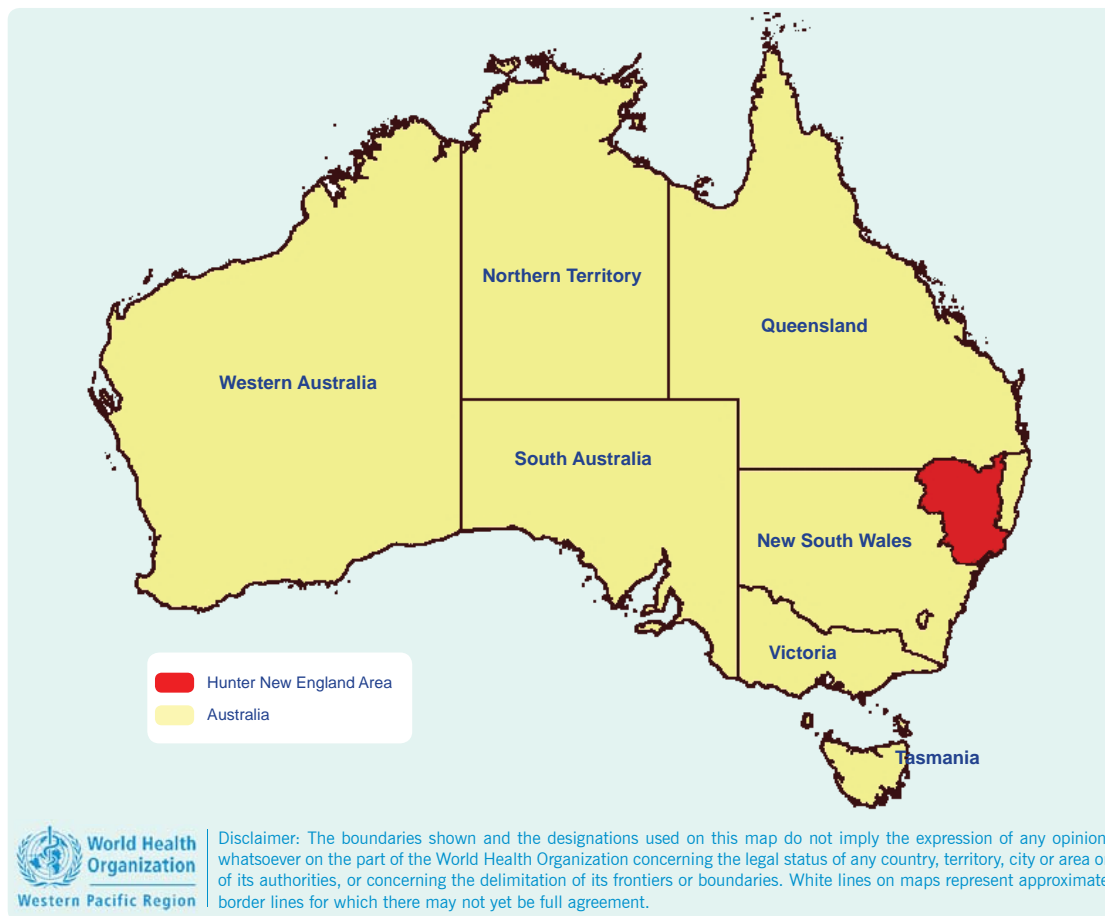 Northern Territory
Queensland
Western Australia
South Australia
New South Wales
Victoria
Hunter New England Area
Australia
Tasmania
World Health
Organization
Western Pacific Region
Disclaimer: The boundaries shown and the designations used on this map do not imply the expression of any opinion
whatsoever on the part of the World Health Organization concerning the legal status of any country, territory, city or area o
of its authorities, or concerning the delimitation of its frontiers or boundaries. White lines on maps represent approximate
border lines for which there may not yet be full agreement.